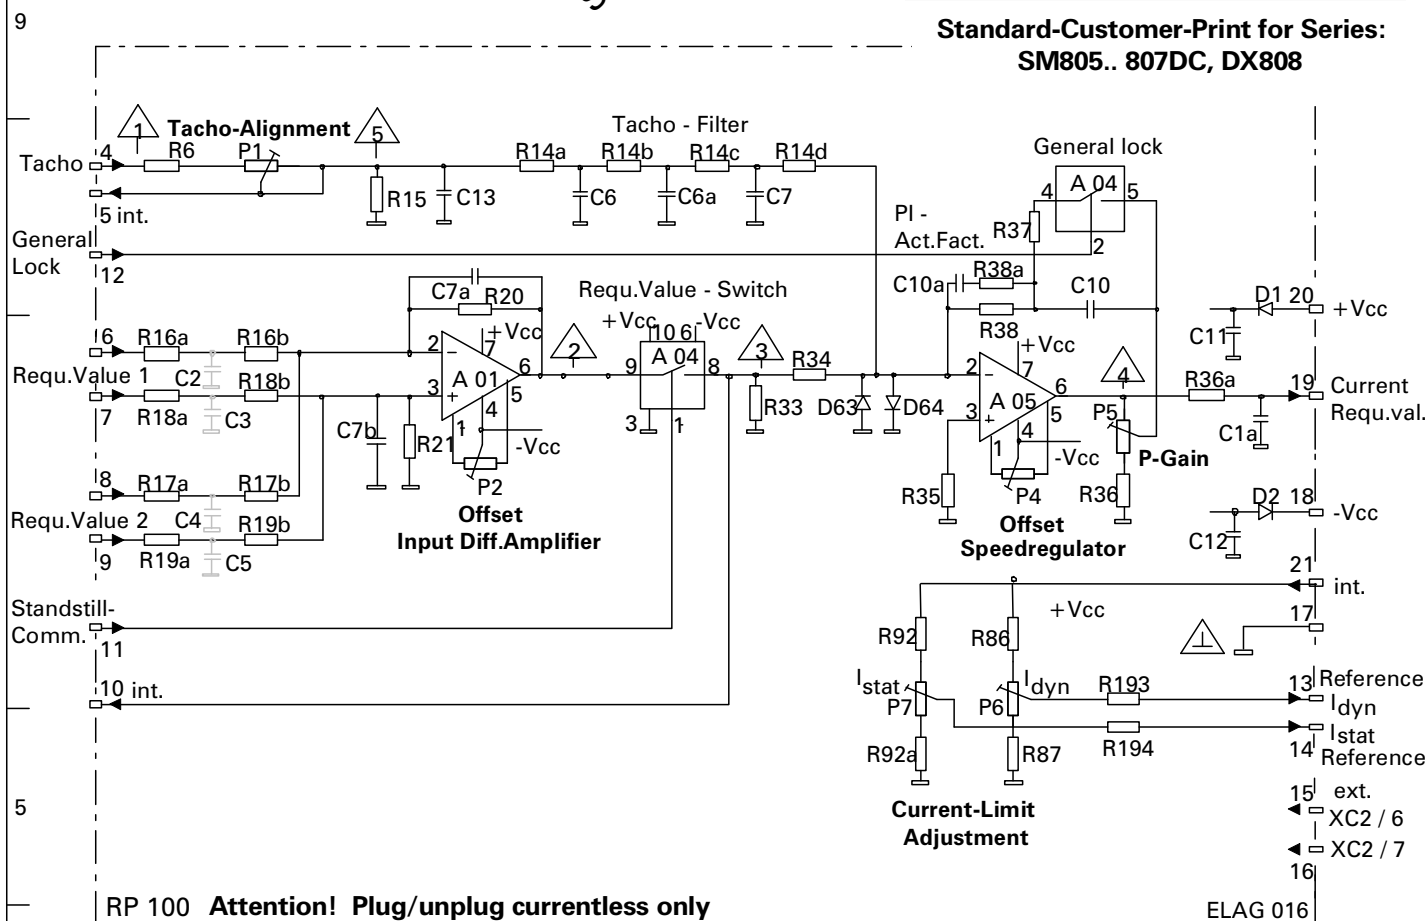 9
Standard-Customer-Print for Series:
SM805.. 807DC, DX808
1
Tacho-Alignment
5
Tacho - Filter
General lock
4
Tacho
R6
P1
R14a
R14b
R14c
R14d
A 04
4
5
2
R15
C13
C6
C6a
C7
5 int.
PI -
Act.Fact.
R37
General
Lock
12
C7a
R20
Requ.Value - Switch
C10a
R38a
C10
R38
D1 20
+Vcc
C11
6
R16a
R16b
+Vcc
2
7
2
+Vcc
10 6
-Vcc
3
R34
+Vcc
2
7
4
Requ.Value 1
C2
R18b
A 01
6
9
A 04
8
3
5
4
1
7
R18a
C3
C7b
R21
-Vcc
P2
3
1
R33
D63
D64
A 05
6
3
5
4
1
-Vcc
P4
R35
P5
P-Gain
R36
R36a
C1a
19
Current
Requ.val.
8
R17a
R17b
Requ.Value 2
C4
R19b
Offset
Input Diff.Amplifier
Offset
Speedregulator
D2 18
-Vcc
C12
9
R19a
C5
21
int.
Standstill-
Comm.
11
+Vcc
R92
R86
17
10 int.
Istat
P7
P6
Idyn
R193
13
Reference
Idyn
Istat
R92a
R87
R194
14
Reference
5
Current-Limit
Adjustment
15
ext.
XC2 / 6
XC2 / 7
16
RP 100 Attention! Plug/unplug currentless only
ELAG 016